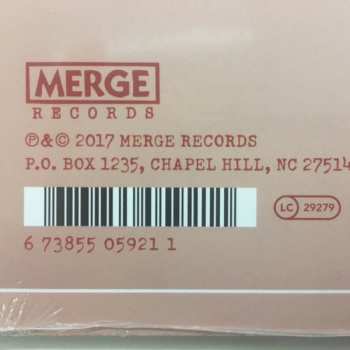 MERGE
RECORDS
℗&© 2017 MERGE RECORDS
P.O. BOX 1235, CHAPEL HILL, NC 27514
6 73855 05921 1
LC 29279